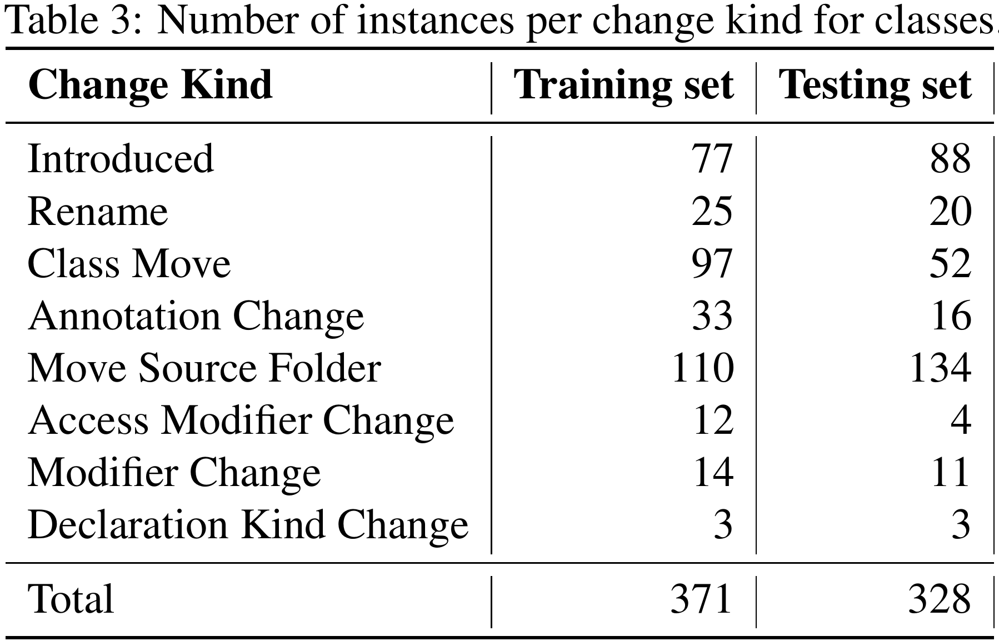 Table 3: Number of instances per change kind for classes.
Change Kind Training set Testing set
Introduced 77 88
Rename 25 20
Class Move 97 52
Annotation Change 33 16
Move Source Folder 110 134
Access Modifier Change 12 4
Modifier Change 14 11
Declaration Kind Change 3 3
Total 371 328